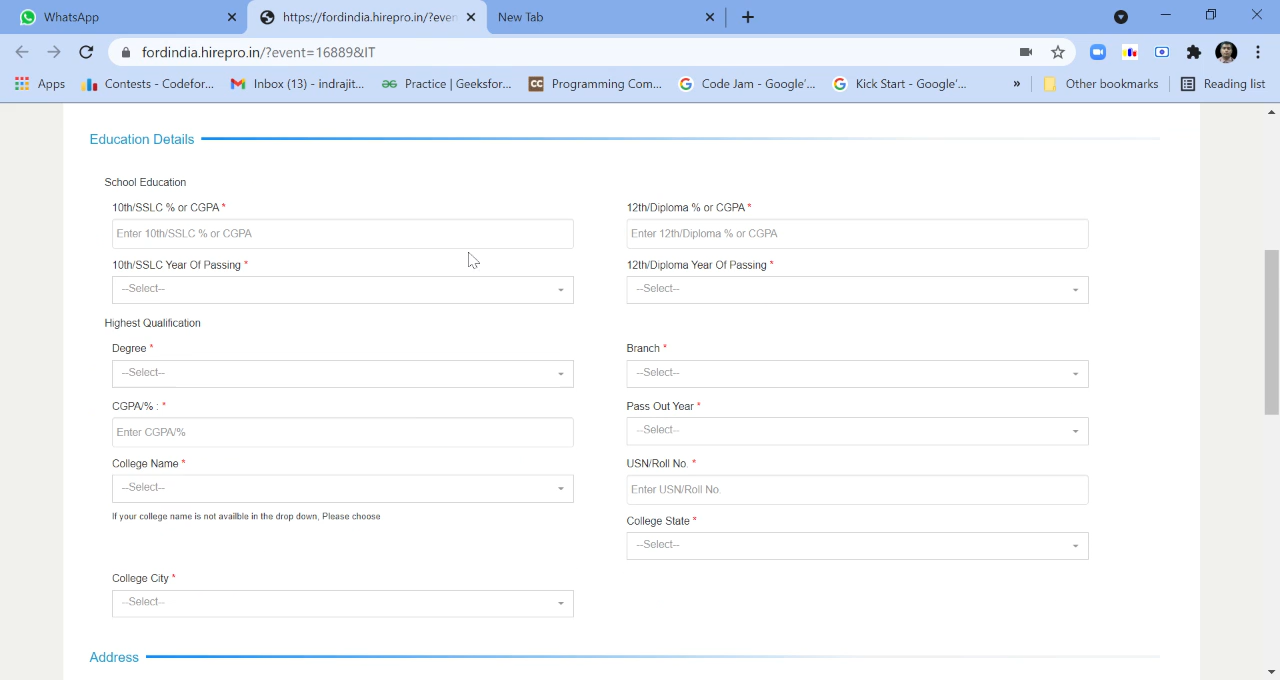 WhatsApp
https://fordindia.hirepro.in/?even
New Tab
fordindia.hirepro.in/?event=16889&IT
Apps
Contests - Codstor...
Inbox (13) - indrajit...
Practice | Geekfor...
Programming Con...
Code Jam - Google'...
Kick Start - Google'...
»
Other bookmarks
Reading list
Education Details
School Education
10th/SSLC % or CGPA *
12th/Diploma % or CGPA *
Enter 10th/SSLC % or CGPA
Enter 12th/Diploma % or CGPA
10th/SSLC Year Of Passing *
12th/Diploma Year Of Passing *
--Select--
--Select--
Highest Qualification
Degree *
Branch *
--Select--
--Select--
CGPA/% : *
Pass Out Year *
Enter CGPA/%
--Select--
College Name *
USN/Roll No. *
--Select--
Enter USN/Roll No.
If your college name is not availble in the drop down, Please choose
College State *
--Select--
College City *
--Select--
Address